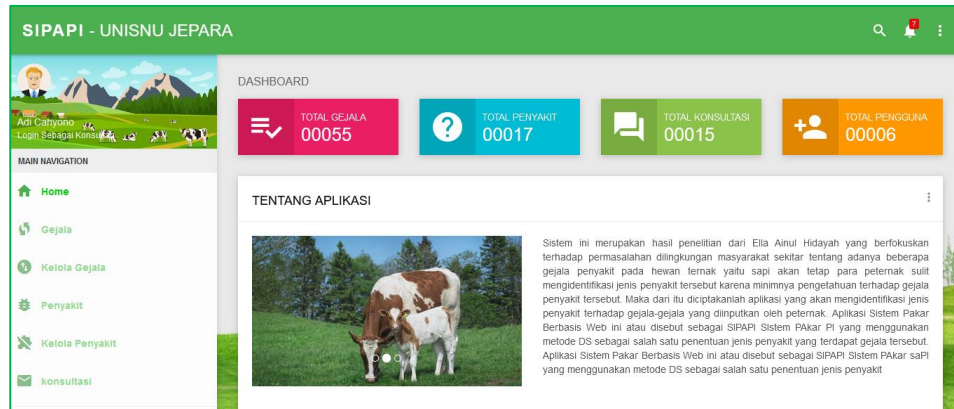 SIPAPI - UNISNU JEPARA
7
Adi Cahyono
Login Sebagai Konsultasi
MAIN NAVIGATION
Home
Gejala
Kelola Gejala
Penyakit
Kelola Penyakit
konsultasi
DASHBOARD
TOTAL GEJALA
00055
TOTAL PENYAKIT
00017
TOTAL KONSULTASI
00015
TOTAL PENGGUNA
00006
TENTANG APLIKASI
Sistem ini merupakan hasil penelitian dari Ella Ainul Hidayah yang berfokuskan
terhadap permasalahan dilingkungan masyarakat sekitar tentang adanya beberapa
gejala penyakit pada hewan ternak yaitu sapi akan tetap para peternak sulit
mengidentifikasi jenis penyakit tersebut karena minimnya pengetahuan terhadap gejala
penyakit tersebut. Maka dari itu diciptakanlah aplikasi yang akan mengidentifikasi jenis
penyakit terhadap gejala-gejala yang diinputkan oleh peternak. Aplikasi Sistem Pakar
Berbasis Web ini atau disebut sebagai SIPAPI SIstem PAkar PI yang menggunakan
metode DS sebagai salah satu penentuan jenis penyakit yang terdapat gejala tersebut.
Aplikasi Sistem Pakar Berbasis Web ini atau disebut sebagai SIPAPI SIstem PAkar saPI
yang menggunakan metode DS sebagai salah satu penentuan jenis penyakit